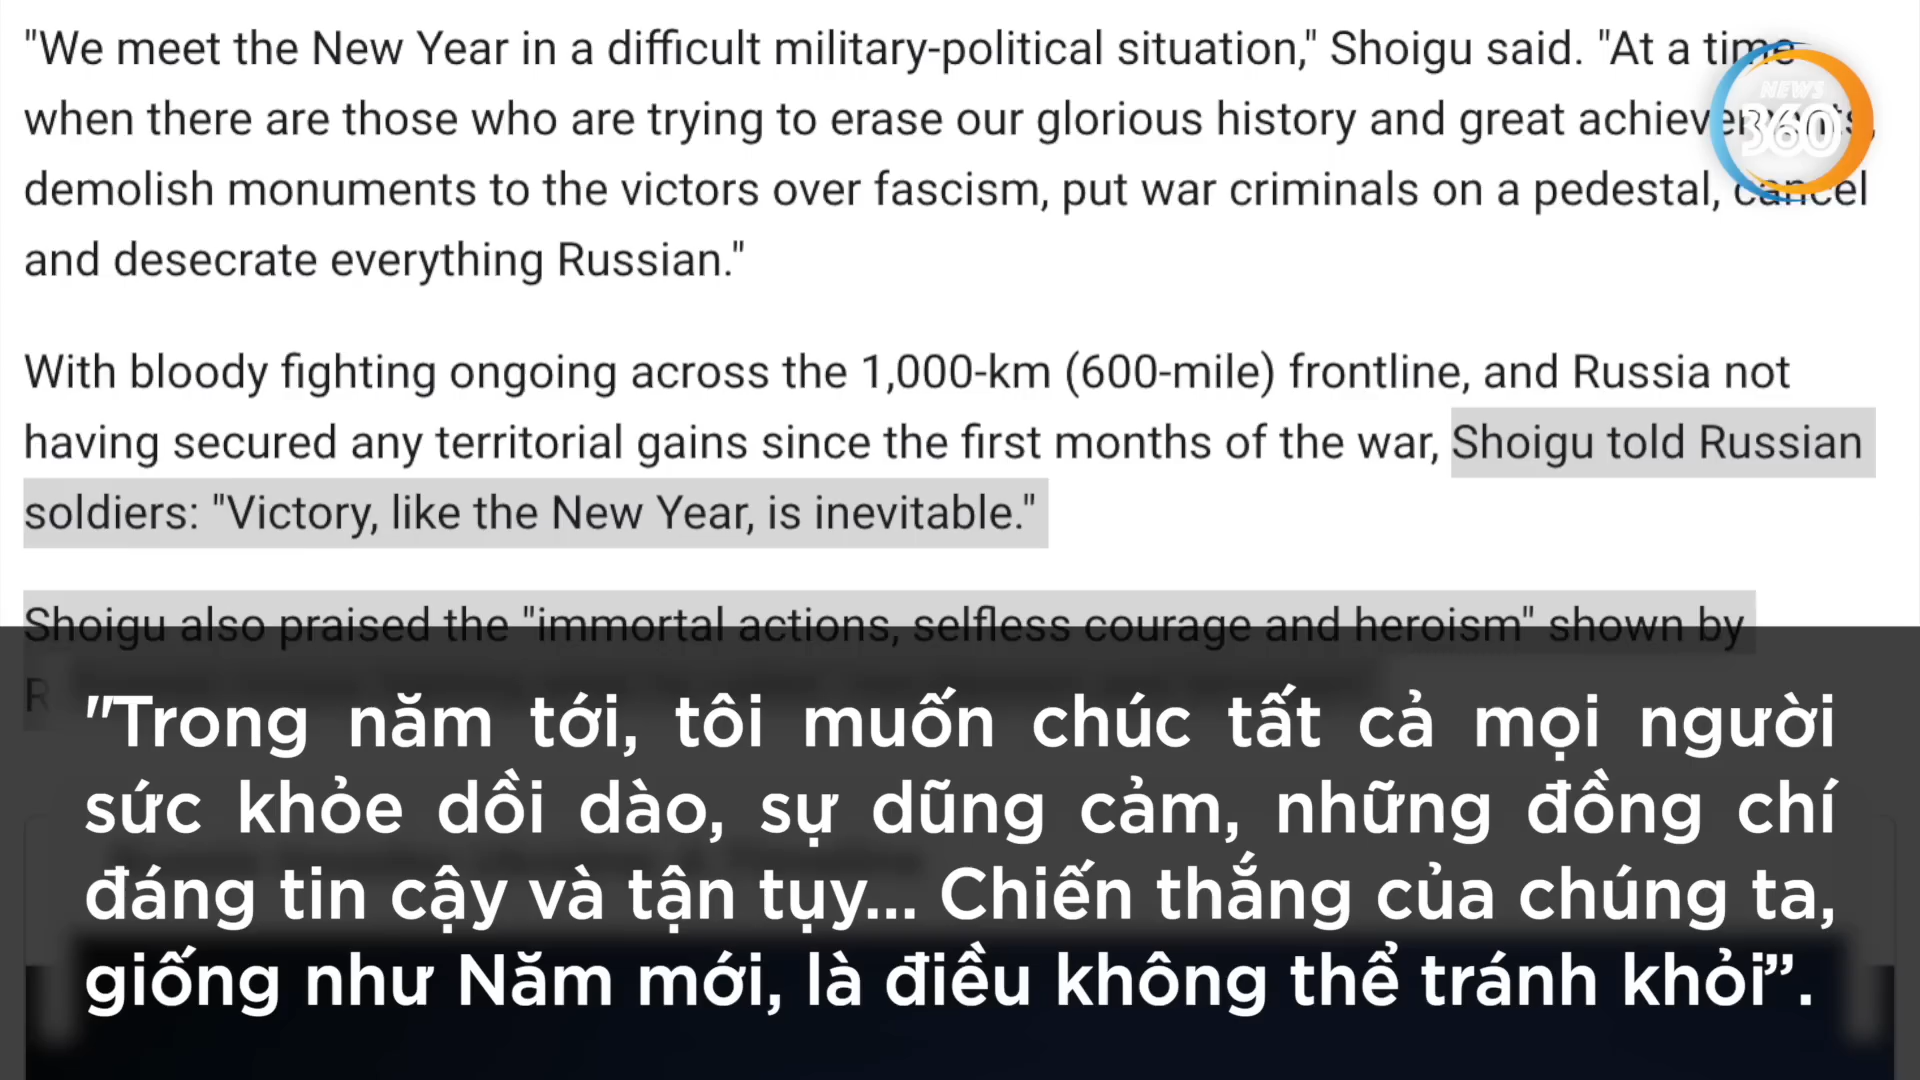 "We meet the New Year in a difficult military-political situation," Shoigu said. "At a time
NEWS
360
when there are those who are trying to erase our glorious history and great achievements,
demolish monuments to the victors over fascism, put war criminals on a pedestal, cancel
and desecrate everything Russian."
With bloody fighting ongoing across the 1,000-km (600-mile) frontline, and Russia not
having secured any territorial gains since the first months of the war, Shoigu told Russian
soldiers: "Victory, like the New Year, is inevitable."
Shoigu also praised the "immortal actions, selfless courage and heroism" shown by
"Trong năm tới, tôi muốn chúc tất cả mọi người
sức khỏe dồi dào, sự dũng cảm, những đồng chí
đáng tin cậy và tận tụy... Chiến thắng của chúng ta,
giống như Năm mới, là điều không thể tránh khỏi”.